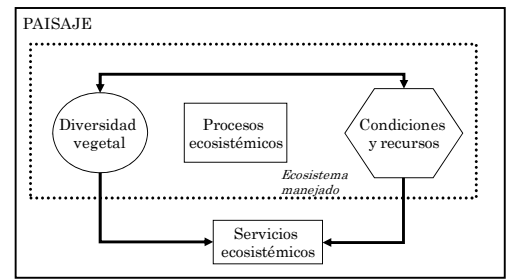 PAISAJE
Diversidad
vegetal
Procesos
ecosistémicos
Condiciones
y recursos
Ecosistema
manejado
Servicios
ecosistémicos